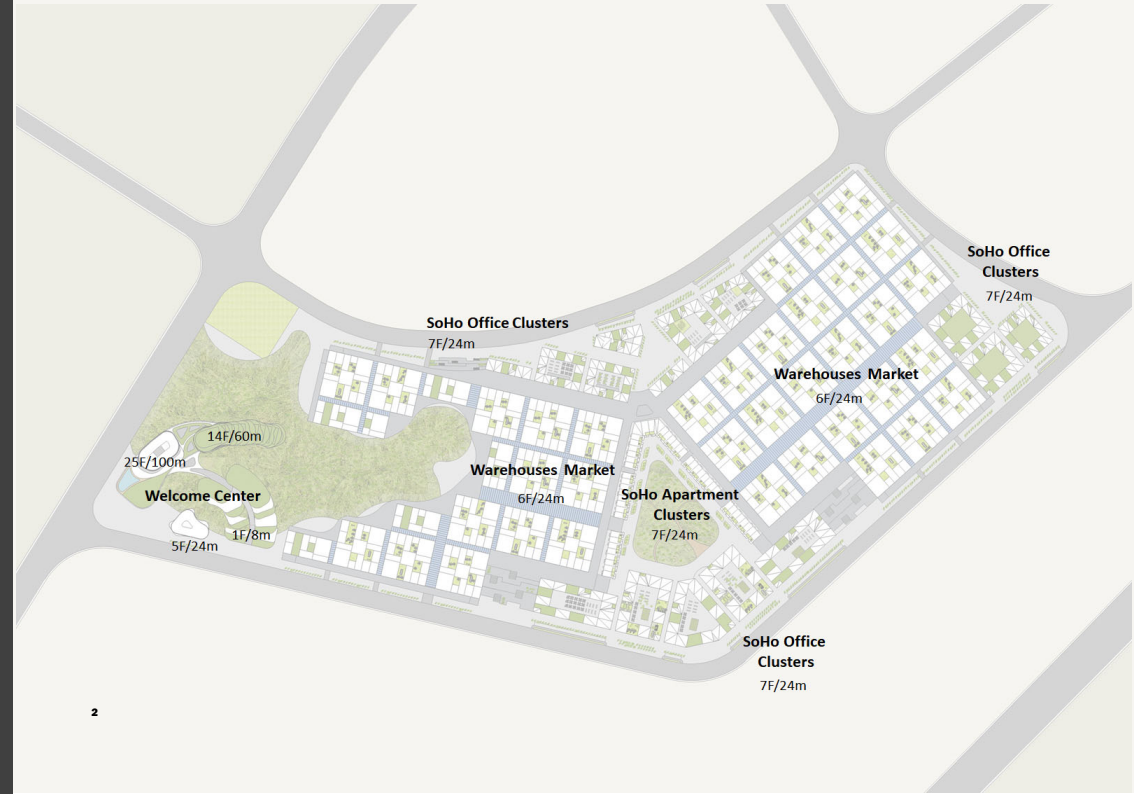 SoHo Office
Clusters
7F/24m
SoHo Office Clusters
7F/24m
Warehouses Market
6F/24m
14F/60m
25F/100m
Welcome Center
1F/8m
5F/24m
Warehouses Market
6F/24m
SoHo Apartment
Clusters
7F/24m
SoHo Office
Clusters
7F/24m
2